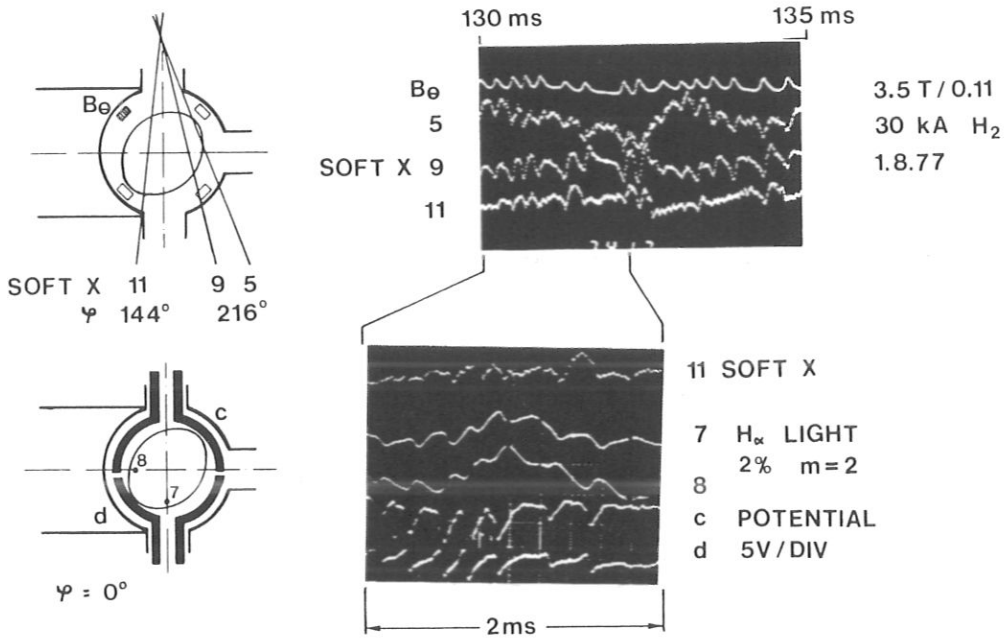 130 ms
135 ms
Bθ
Bθ
3.5 T / 0.11
5
30 kA H₂
SOFT X 9
1.8.77
11
SOFT X 11 9 5
φ 144° 216°
11 SOFT X
c
7 Hα LIGHT
2% m=2
8
8
7
c POTENTIAL
d
d 5V/DIV
φ = 0°
2ms